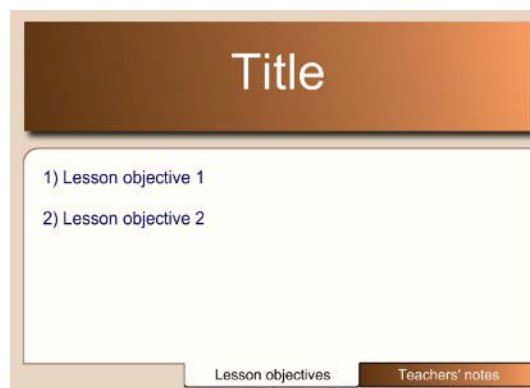 Title
1) Lesson objective 1
2) Lesson objective 2
Lesson objectives
Teachers' notes